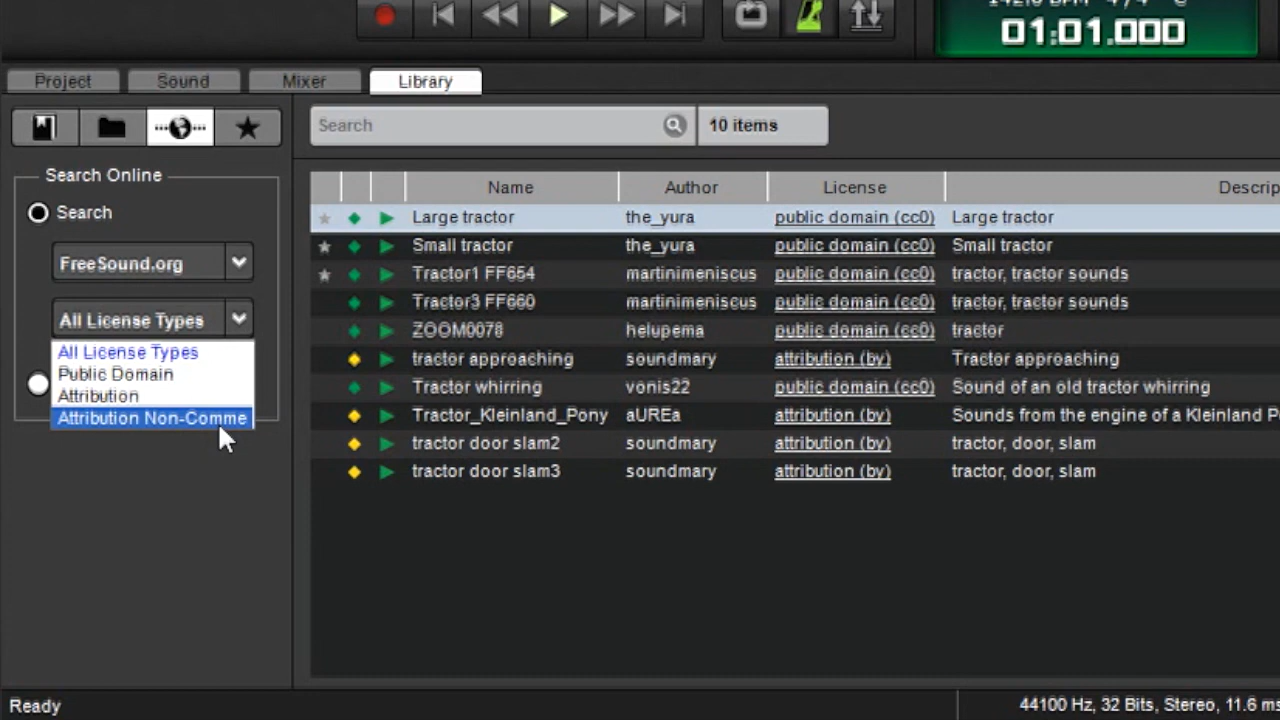 4 / 4
01:01.000
Project Sound Mixer Library
Search 10 items
Search Online
Search
FreeSound.org
All License Types
All License Types
Public Domain
Attribution
Attribution Non-Comme
Name Author License Descrip
Large tractor the_yura public domain (cc0) Large tractor
Small tractor the_yura public domain (cc0) Small tractor
Tractor1 FF654 martinimeniscus public domain (cc0) tractor, tractor sounds
Tractor3 FF660 martinimeniscus public domain (cc0) tractor, tractor sounds
ZOOM0078 helupema public domain (cc0) tractor
tractor approaching soundmary attribution (by) Tractor approaching
Tractor whirring vonis22 public domain (cc0) Sound of an old tractor whirring
Tractor_Kleinland_Pony aUREa attribution (by) Sounds from the engine of a Kleinland P
tractor door slam2 soundmary attribution (by) tractor, door, slam
tractor door slam3 soundmary attribution (by) tractor, door, slam
Ready 44100 Hz, 32 Bits, Stereo, 11.6 ms